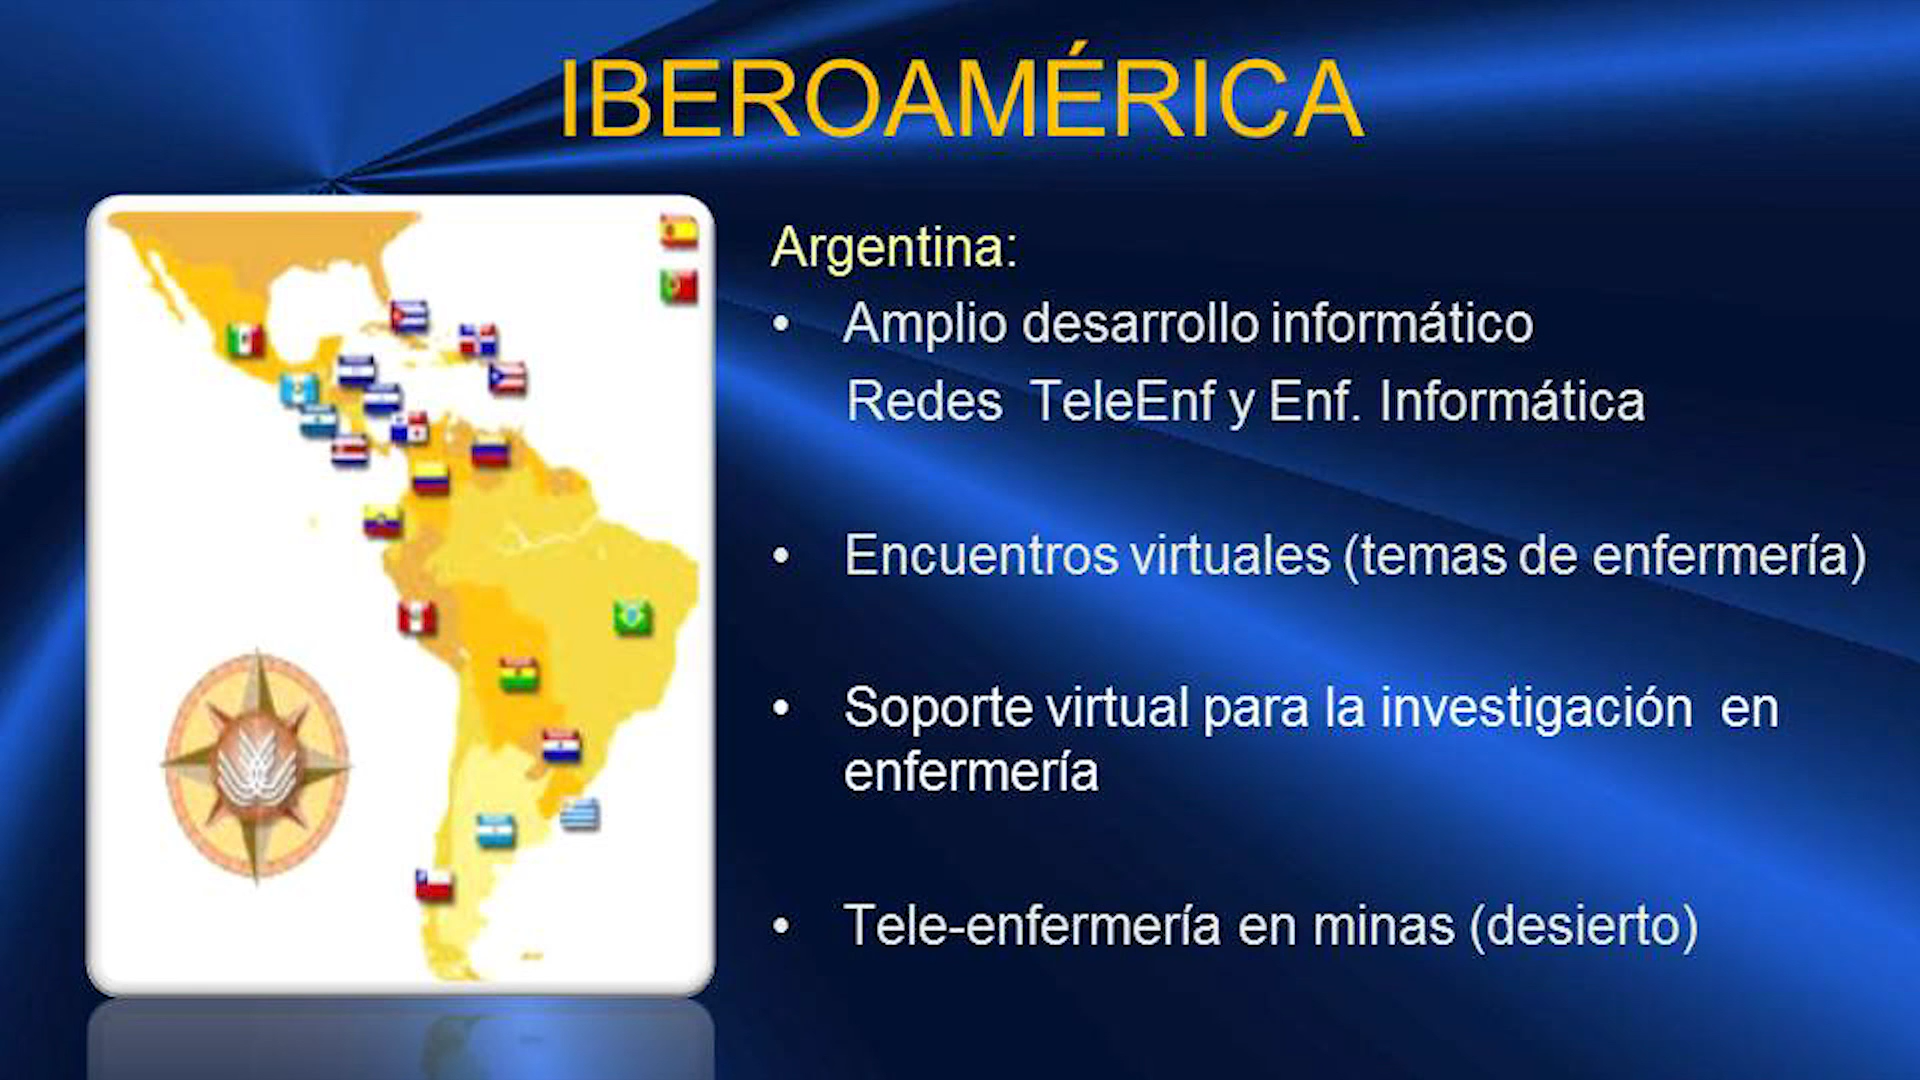 IBEROAMÉRICA
Argentina:
• Amplio desarrollo informático
Redes TeleEnf y Enf. Informática
• Encuentros virtuales (temas de enfermería)
• Soporte virtual para la investigación en
enfermería
• Tele-enfermería en minas (desierto)